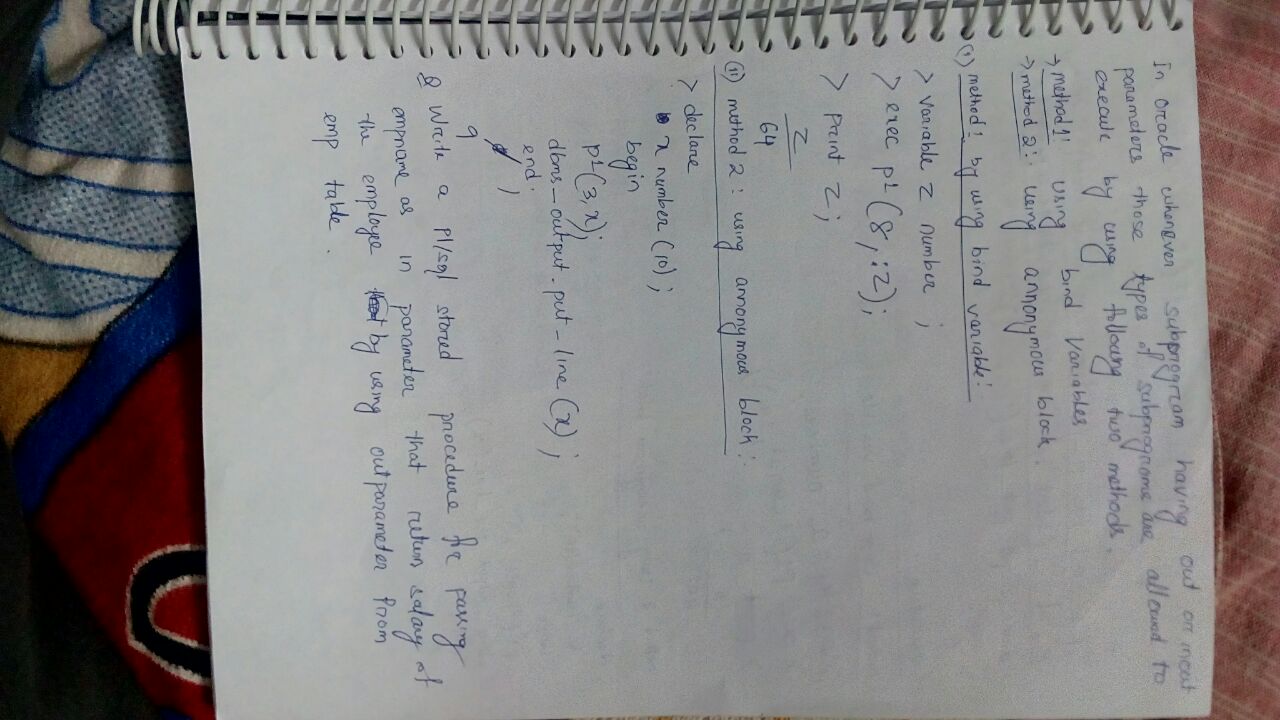 In oracle whenever subprogram having out or inout
parameters those types of subprograms are allowed to
execute by using following two methods.
→ method 1: using bind variables
→ method 2: using annonymous block.
(i) method 1 by using bind variable:
> variable z number ;
> exec p1 (8, :z);
> print z;
z
64
(ii) method 2 : using annonymous block :
> declare
x number (10) ;
begin
p1(3, x);
dbms_output.put_line (x) ;
end;
/
9
Q Write a pl/sql stored procedure for passing
empname as in parameter that return salary of
the employee by using outparameter from
emp table .